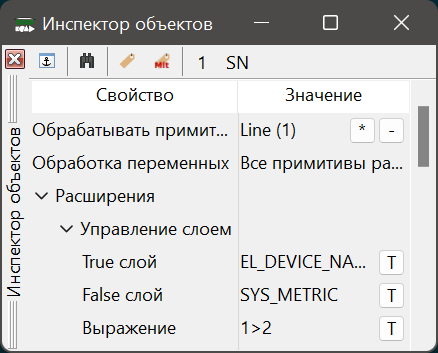 Инспектор объектов
Mlt
1 SN
Инспектор объектов
Свойство Значение
Обрабатывать примит... Line (1) * -
Обработка переменных Все примитивы ра...
Расширения
Управление слоем
True слой EL_DEVICE_NA... T
False слой SYS_METRIC T
Выражение 1>2 T